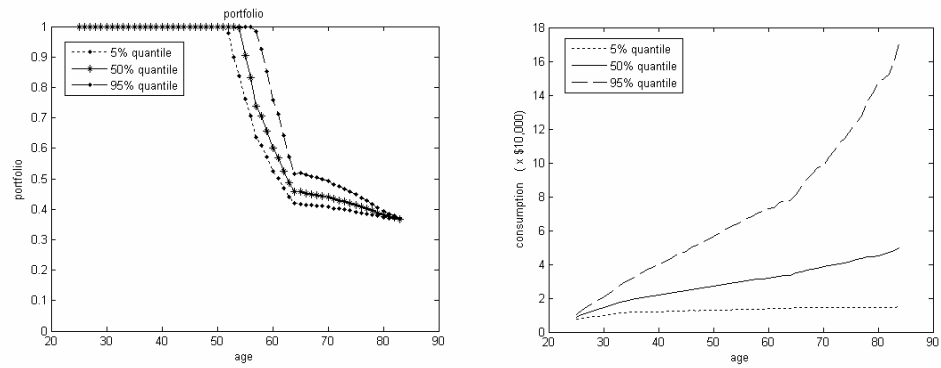 portfolio
1
0.9
0.8
0.7
0.6
0.5
0.4
0.3
0.2
0.1
0
portfolio
5% quantile
50% quantile
95% quantile
20 30 40 50 60 70 80 90
age
18
16
14
12
10
8
6
4
2
0
consumption ( x $10,000)
5% quantile
50% quantile
95% quantile
20 30 40 50 60 70 80 90
age